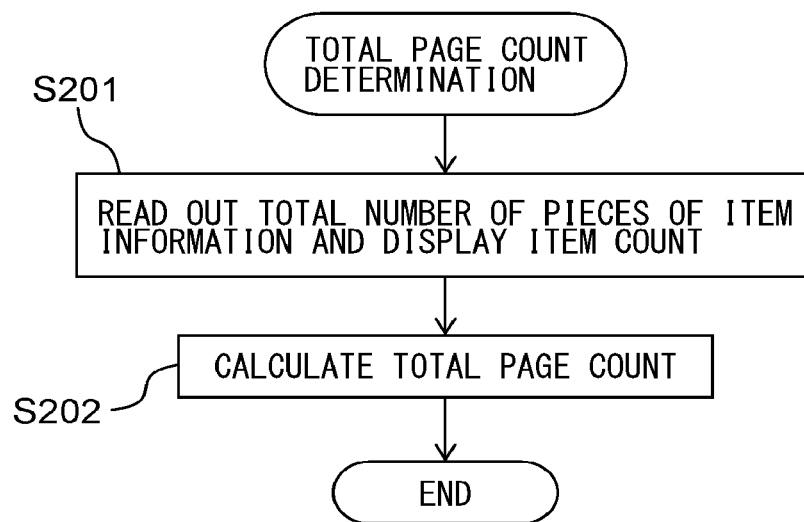 TOTAL PAGE COUNT
DETERMINATION
S201
READ OUT TOTAL NUMBER OF PIECES OF ITEM
INFORMATION AND DISPLAY ITEM COUNT
CALCULATE TOTAL PAGE COUNT
S202
END